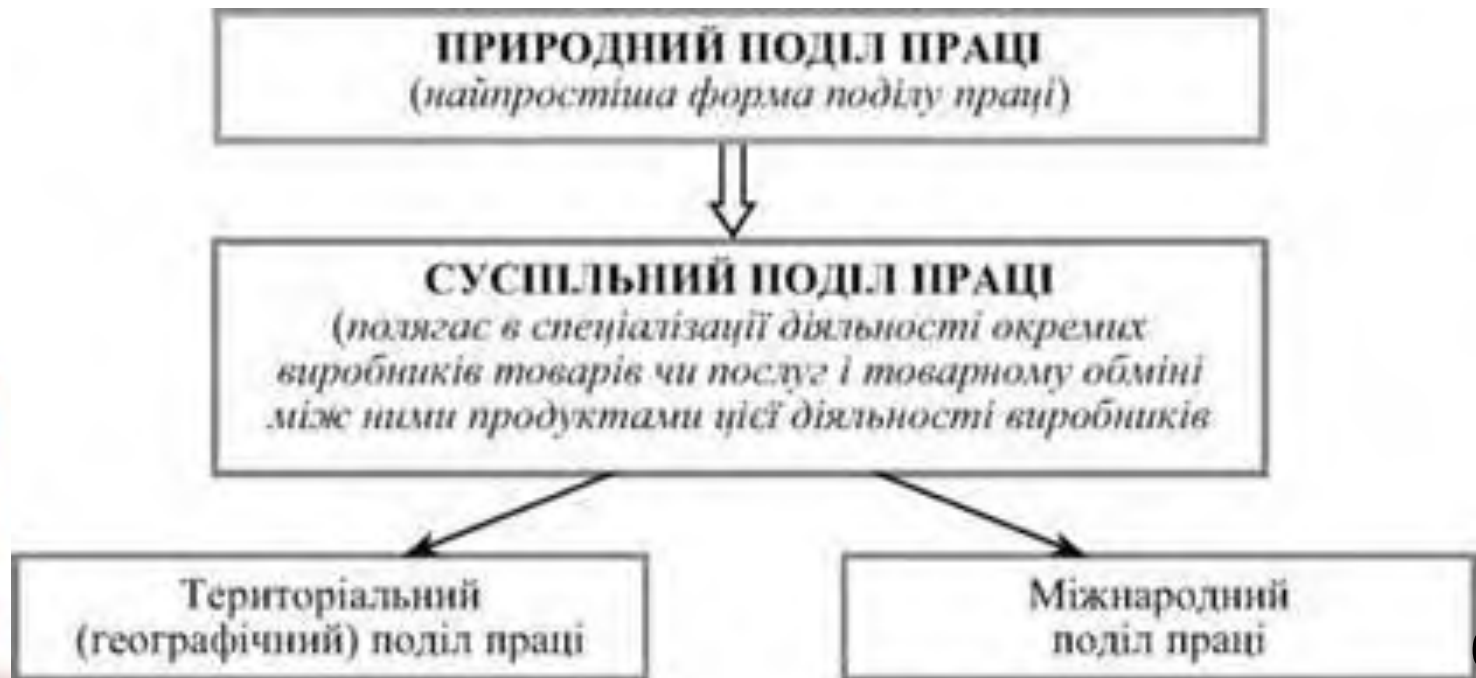 ПРИРОДНИЙ ПОДІЛ ПРАЦІ
(найпростіша форма поділу праці)
СУСПІЛЬНИЙ ПОДІЛ ПРАЦІ
(полягає в спеціалізації діяльності окремих
виробників товарів чи послуг і товарному обміні
між ними продуктами цієї діяльності виробників
Територіальний
(географічний) поділ праці
Міжнародний
поділ праці